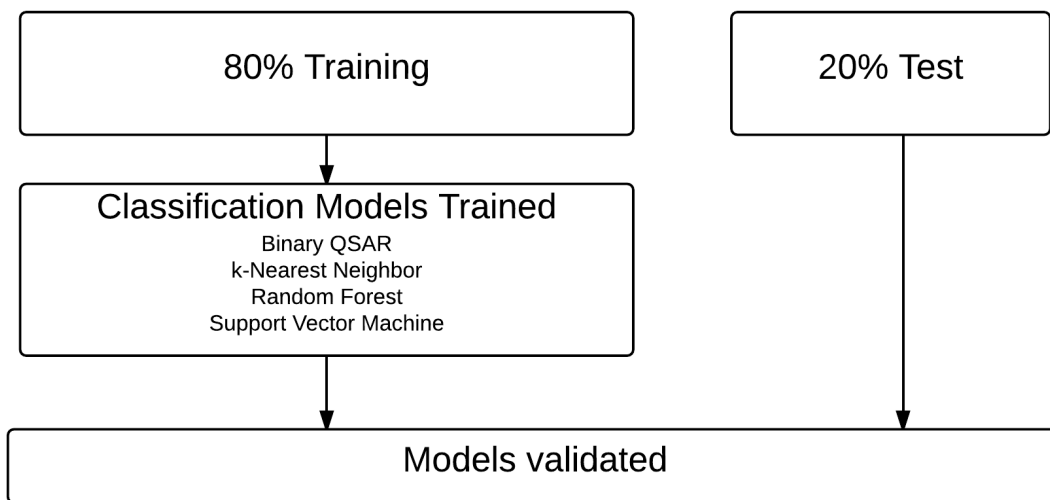 80% Training
20% Test
Classification Models Trained
Binary QSAR
k-Nearest Neighbor
Random Forest
Support Vector Machine
Models validated